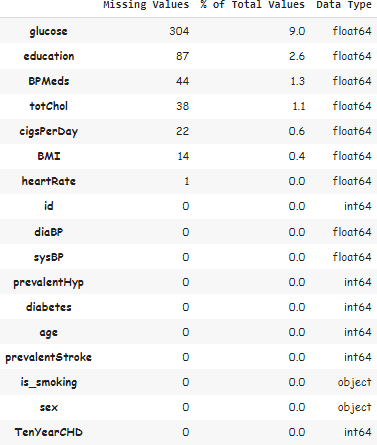 Missing Values % of Total Values Data Type
glucose 304 9.0 float64
education 87 2.6 float64
BPMeds 44 1.3 float64
totChol 38 1.1 float64
cigsPerDay 22 0.6 float64
BMI 14 0.4 float64
heartRate 1 0.0 float64
id 0 0.0 int64
diaBP 0 0.0 float64
sysBP 0 0.0 float64
prevalentHyp 0 0.0 int64
diabetes 0 0.0 int64
age 0 0.0 int64
prevalentStroke 0 0.0 int64
is_smoking 0 0.0 object
sex 0 0.0 object
TenYearCHD 0 0.0 int64